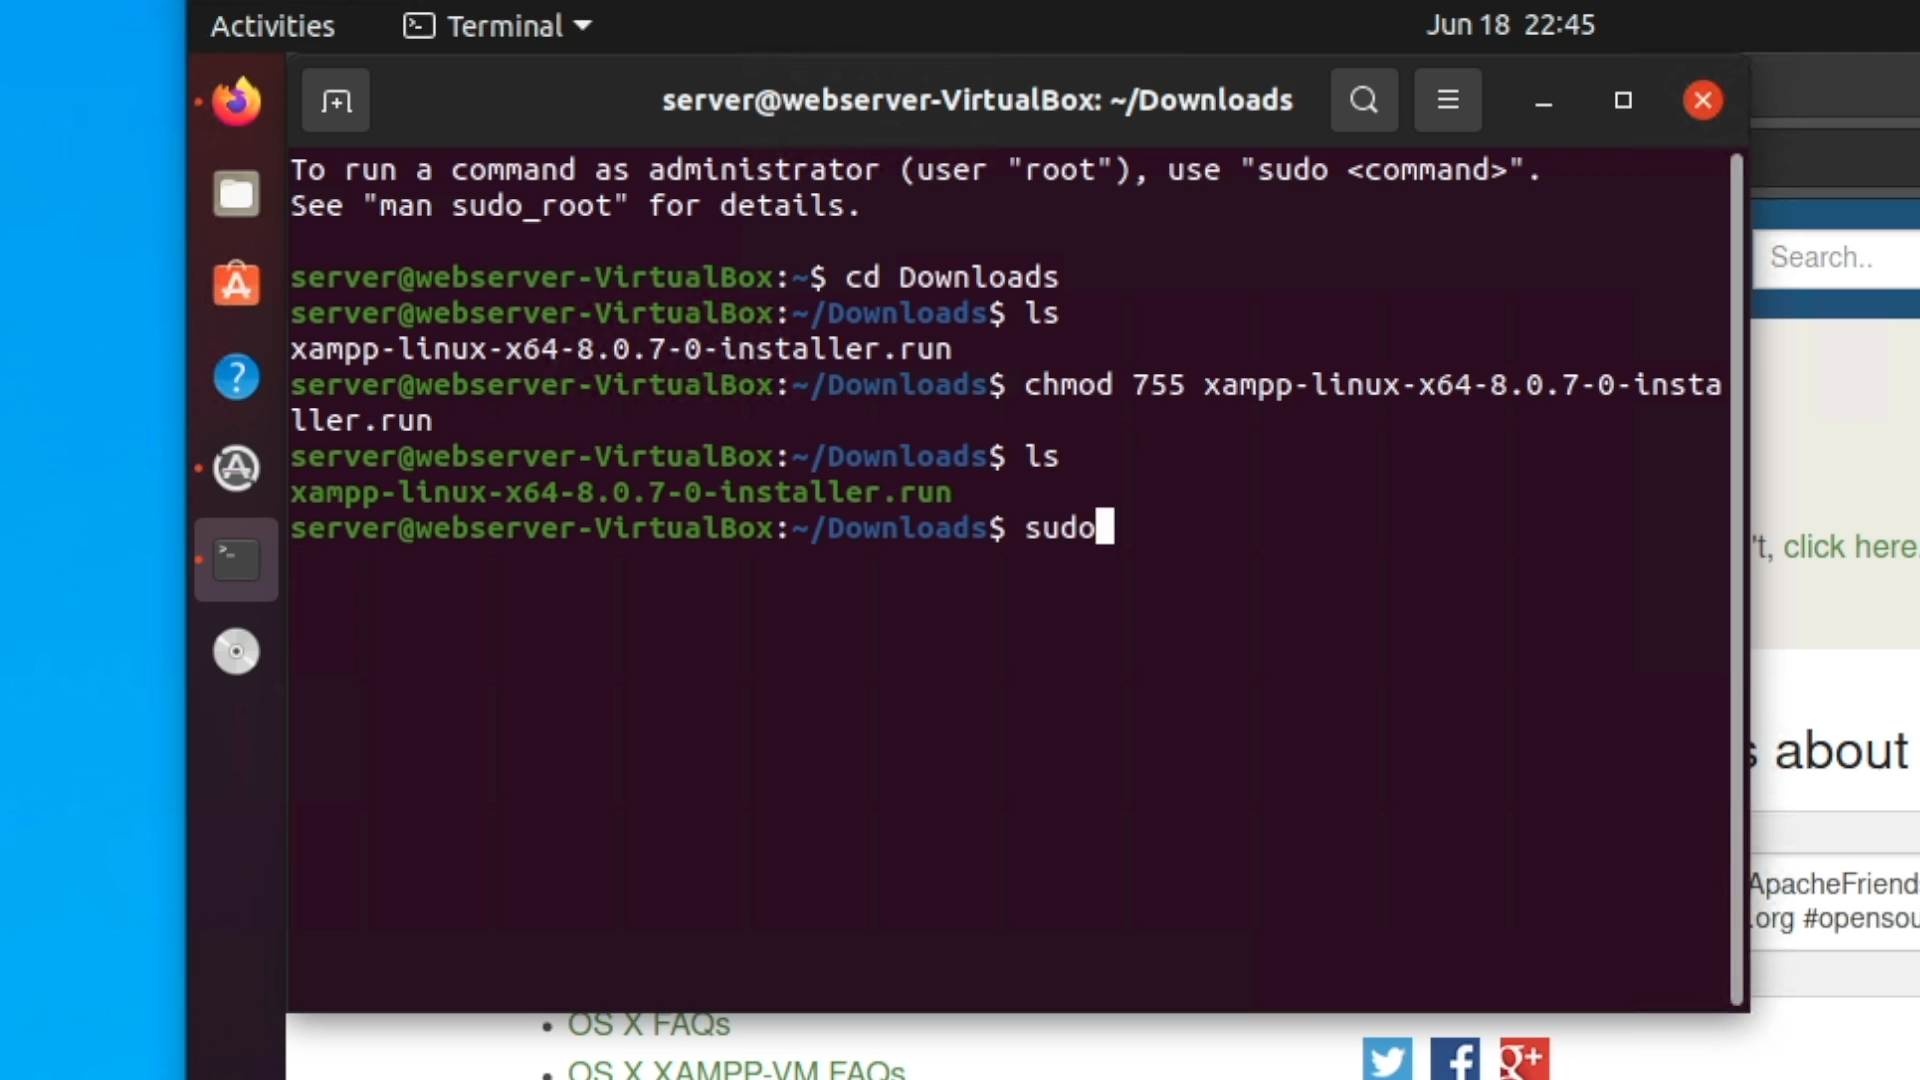 Activities
Terminal
Jun 18 22:45
server@webserver-VirtualBox: ~/Downloads
To run a command as administrator (user "root"), use "sudo <command>".
See "man sudo_root" for details.
server@webserver-VirtualBox:~$ cd Downloads
server@webserver-VirtualBox:~/Downloads$ ls
xampp-linux-x64-8.0.7-0-installer.run
server@webserver-VirtualBox:~/Downloads$ chmod 755 xampp-linux-x64-8.0.7-0-insta
ller.run
server@webserver-VirtualBox:~/Downloads$ ls
xampp-linux-x64-8.0.7-0-installer.run
server@webserver-VirtualBox:~/Downloads$ sudo
Search..
't, click here.
s about
ApacheFriend
.org #opensou
OS X FAQs
OS X XAMPP-VM FAQs
g+